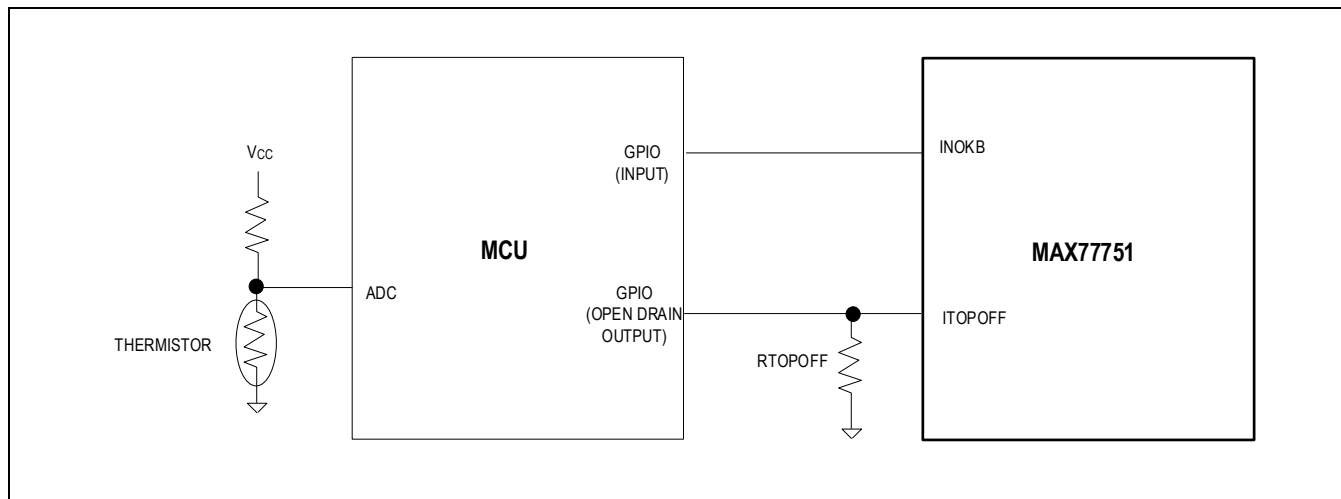 Vcc
THERMISTOR
MCU
ADC
GPIO
(INPUT)
GPIO
(OPEN DRAIN
OUTPUT)
RTOPOFF
INOKB
MAX77751
ITOPOFF